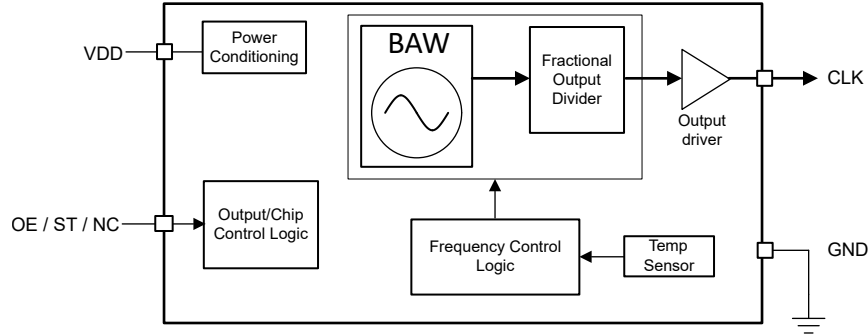 VDD
Power
Conditioning
BAW
Fractional
Output
Divider
Output
driver
CLK
OE / ST / NC
Output/Chip
Control Logic
Frequency Control
Logic
Temp
Sensor
GND